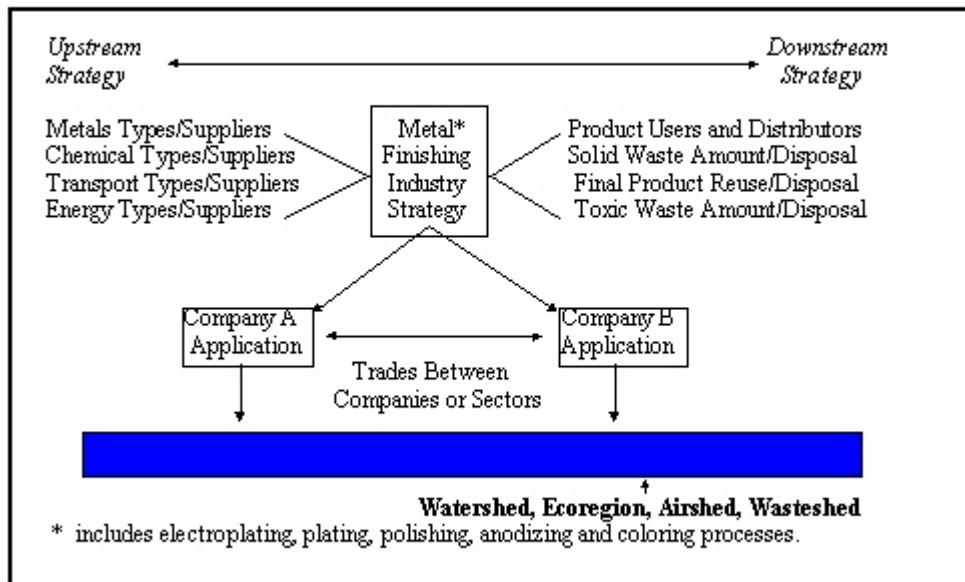 Upstream
Strategy
Downstream
Strategy
Metals Types/Suppliers
Chemical Types/Suppliers
Transport Types/Suppliers
Energy Types/Suppliers
Metal*
Finishing
Industry
Strategy
Product Users and Distributors
Solid Waste Amount/Disposal
Final Product Reuse/Disposal
Toxic Waste Amount/Disposal
Company A
Application
Company B
Application
Trades Between
Companies or Sectors
Watershed, Ecoregion, Airshed, Wasteshed
* includes electroplating, plating, polishing, anodizing and coloring processes.